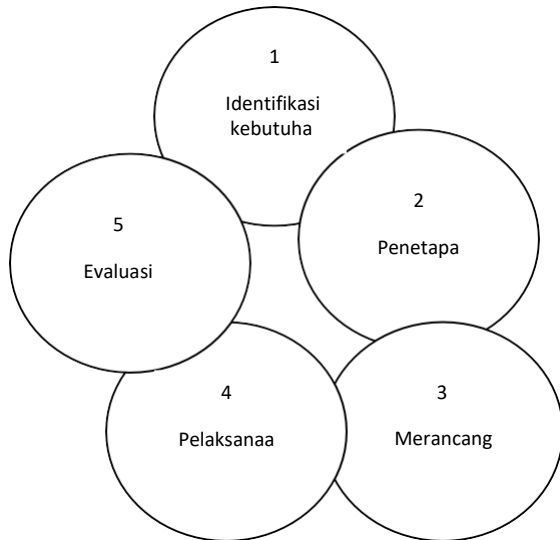 1
Identifikasi
kebutuha
2
Penetapa
5
Evaluasi
4
Pelaksanaa
3
Merancang